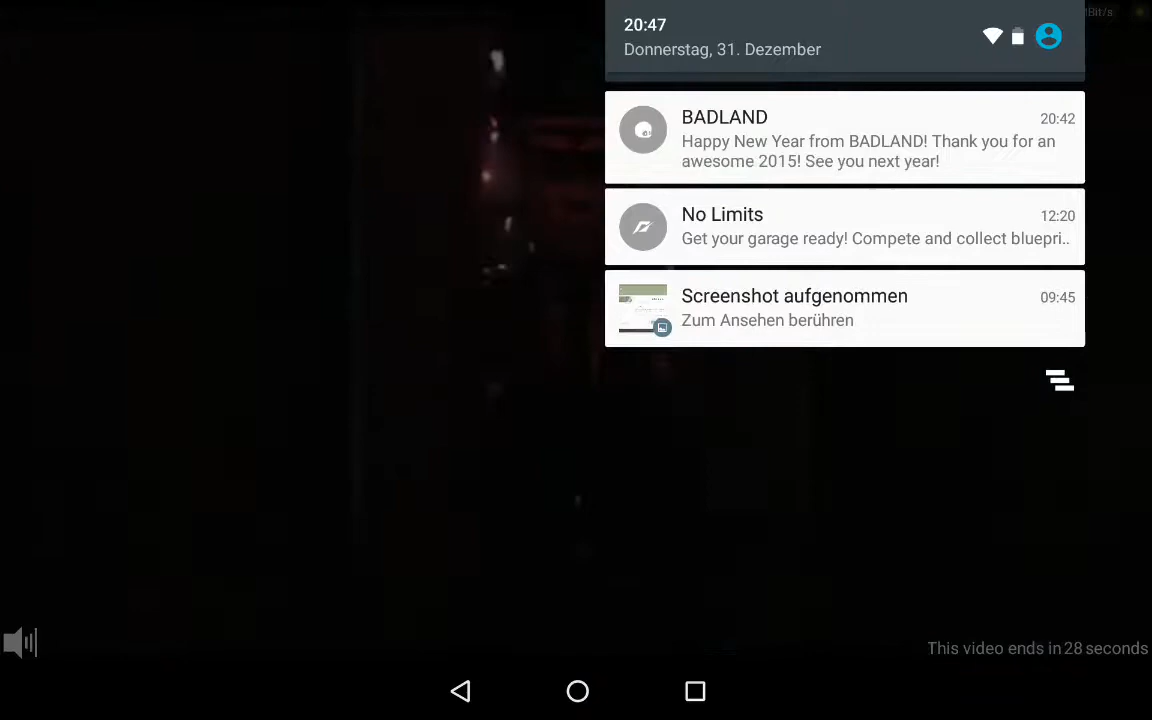 !Bit/s
20:47
Donnerstag, 31. Dezember
BADLAND
20:42
Happy New Year from BADLAND! Thank you for an
awesome 2015! See you next year!
No Limits
12:20
Get your garage ready! Compete and collect bluepri..
Screenshot aufgenommen
09:45
Zum Ansehen berühren
This video ends in 28 seconds